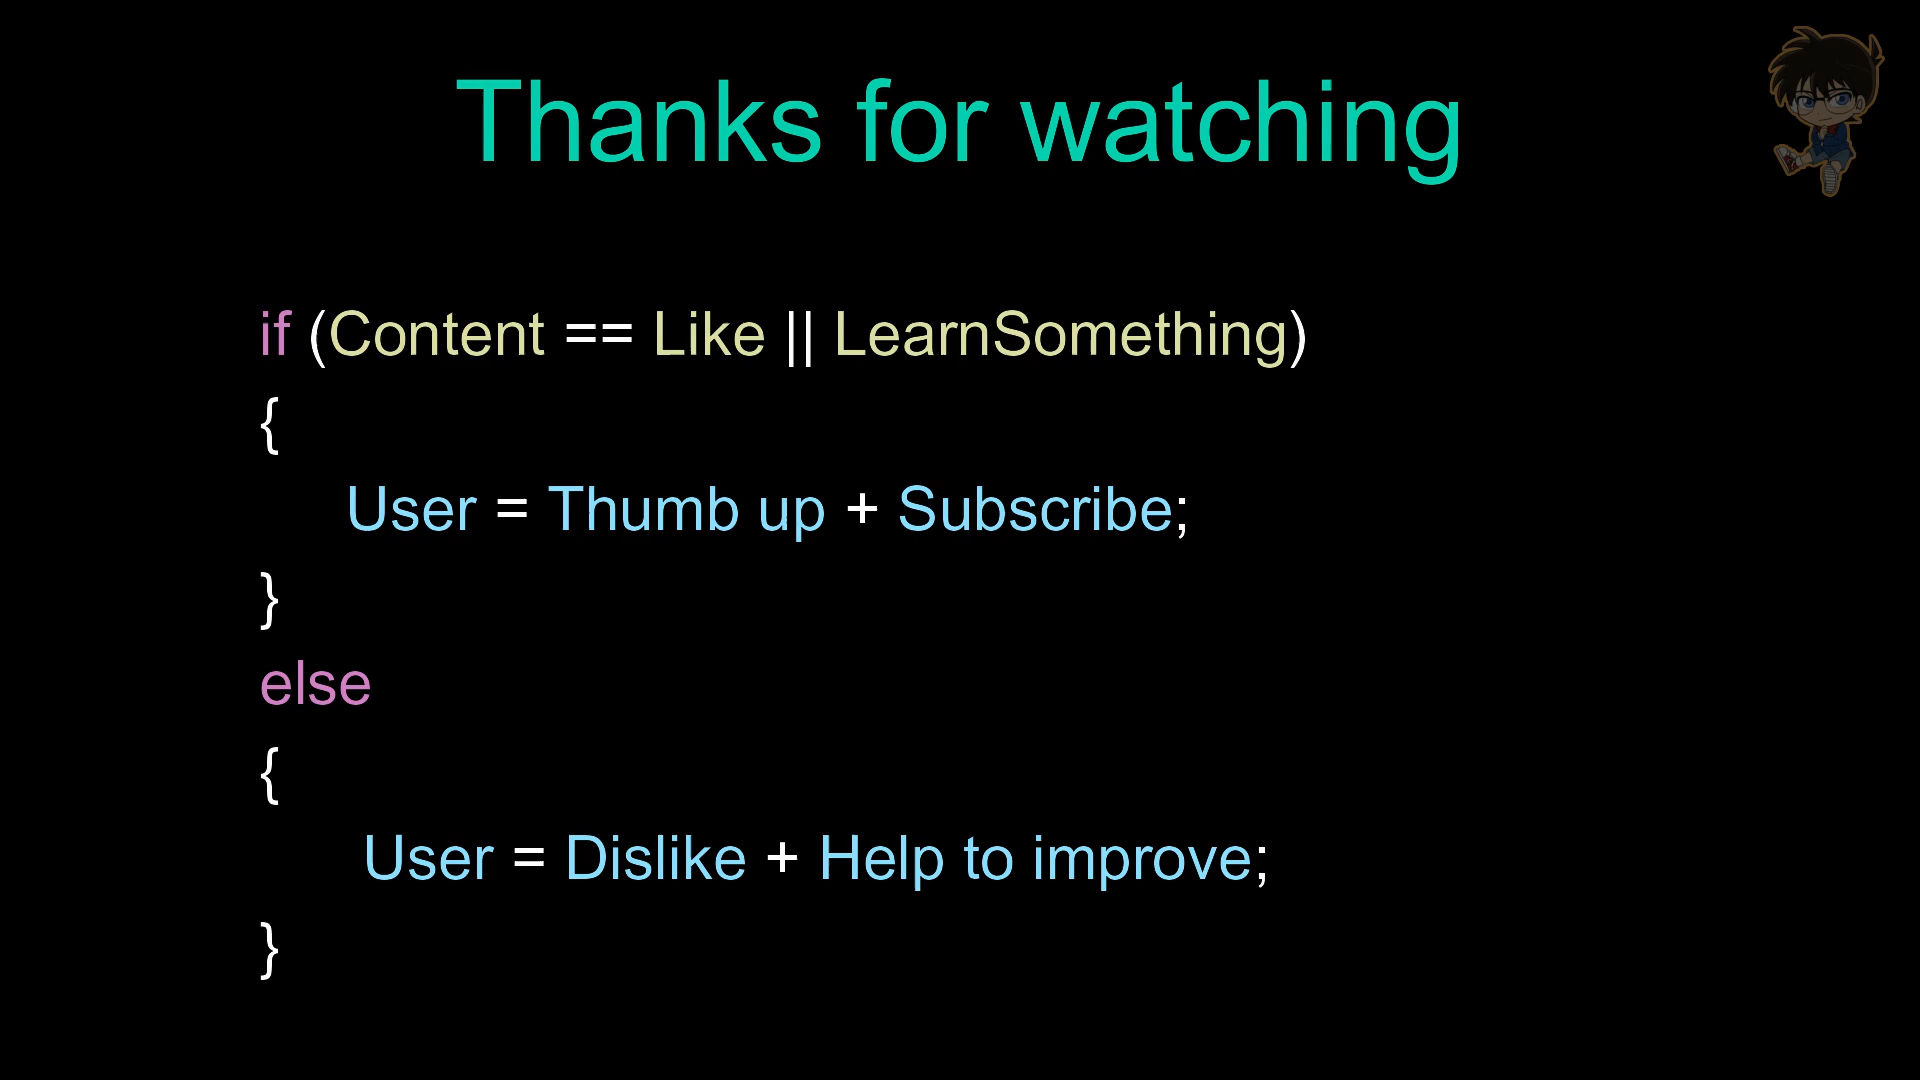 Thanks for watching
if (Content == Like || LearnSomething)
{
User = Thumb up + Subscribe;
}
else
{
User = Dislike + Help to improve;
}